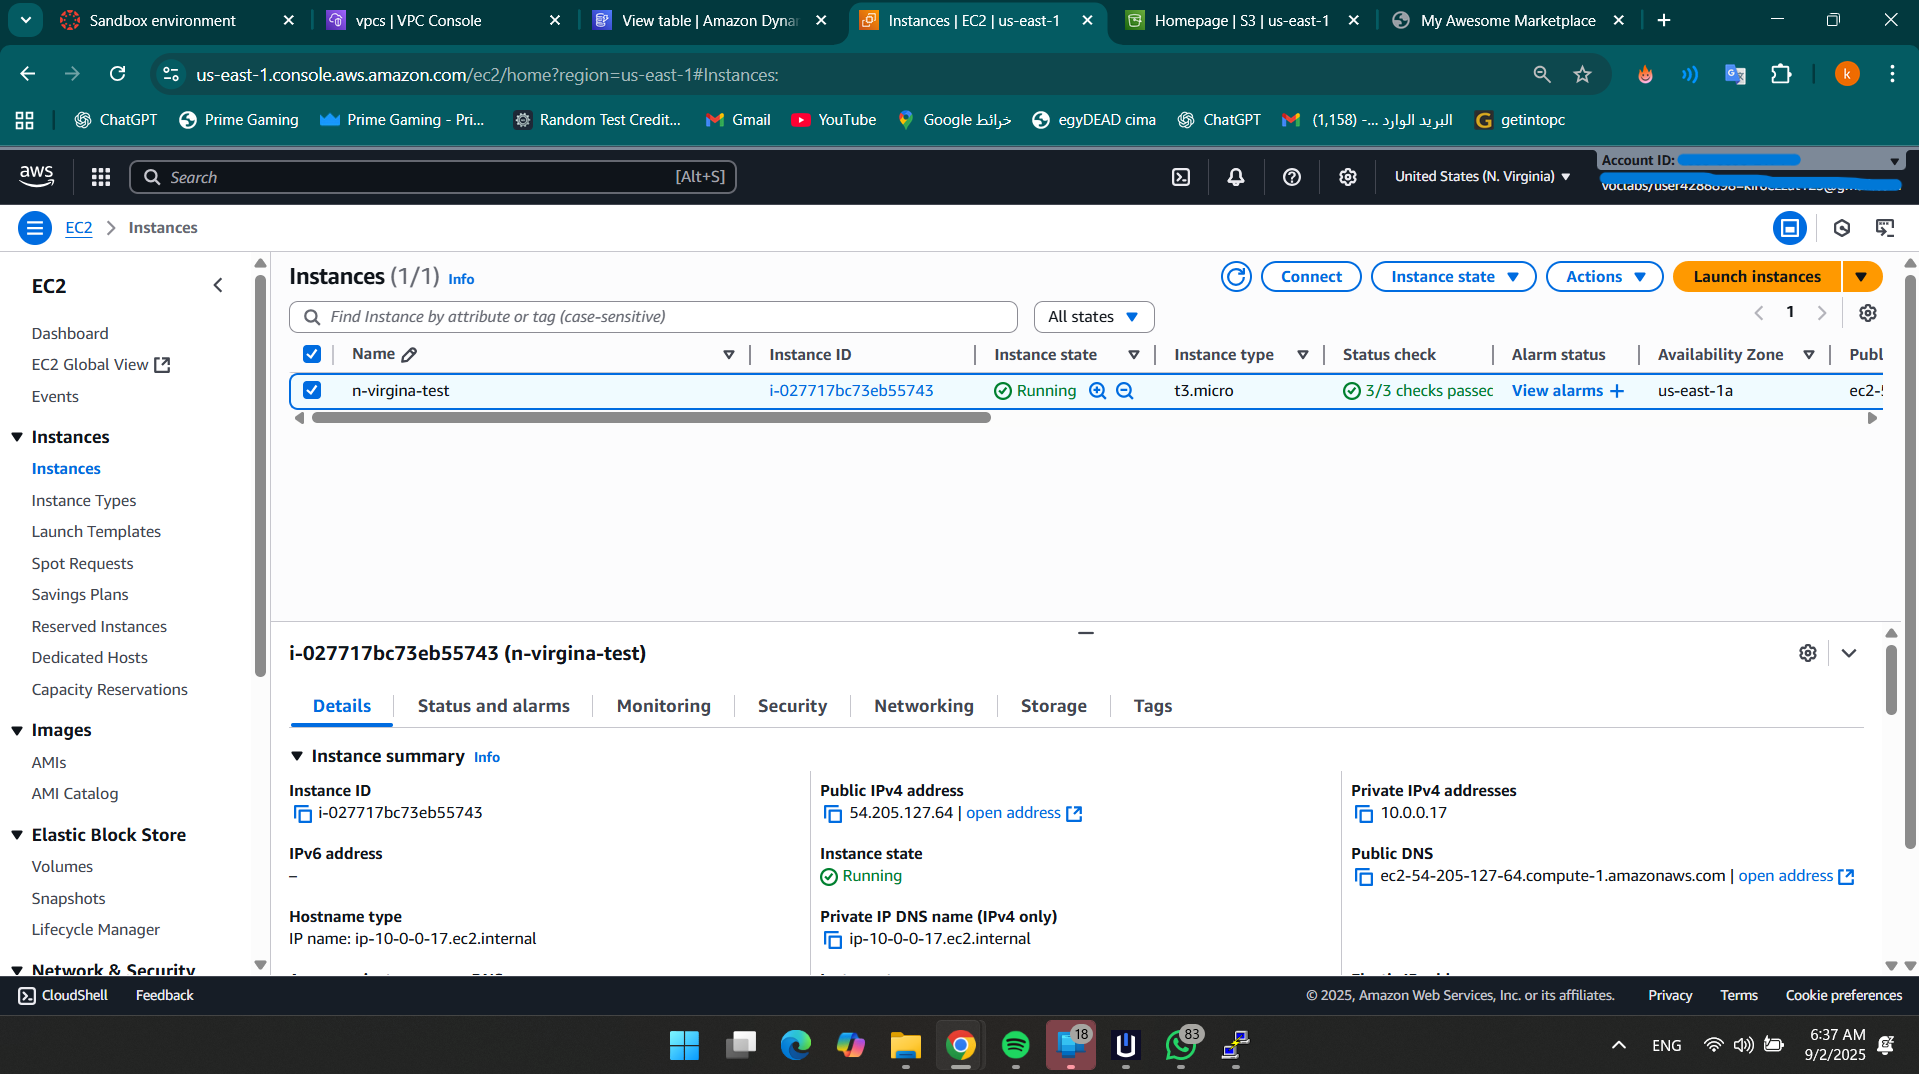 Sandbox environment
vpcs | VPC Console
View table | Amazon Dyna
Instances | EC2 | us-east-1
Homepage | S3 | us-east-1
My Awesome Marketplace
us-east-1.console.aws.amazon.com/ec2/home?region=us-east-1#Instances:
k
ChatGPT
Prime Gaming
Prime Gaming - Pri...
Random Test Credit...
Gmail
YouTube
خرائط Google
egyDEAD cima
ChatGPT
البريد الوارد -... (1,158)
getintopc
aws
Search
[Alt+S]
United States (N. Virginia)
Account ID:
EC2
Instances
EC2
Dashboard
EC2 Global View
Events
Instances
Instances
Instance Types
Launch Templates
Spot Requests
Savings Plans
Reserved Instances
Dedicated Hosts
Capacity Reservations
Images
AMIs
AMI Catalog
Elastic Block Store
Volumes
Snapshots
Lifecycle Manager
Network & Security
Instances (1/1) Info
Connect
Instance state
Actions
Launch instances
Find Instance by attribute or tag (case-sensitive)
All states
1
Name
Instance ID
Instance state
Instance type
Status check
Alarm status
Availability Zone
Publ
n-virgina-test
i-027717bc73eb55743
Running
t3.micro
3/3 checks passec
View alarms +
us-east-1a
ec2-5
i-027717bc73eb55743 (n-virgina-test)
Details
Status and alarms
Monitoring
Security
Networking
Storage
Tags
Instance summary Info
Instance ID
i-027717bc73eb55743
Public IPv4 address
54.205.127.64 | open address
Private IPv4 addresses
10.0.0.17
IPv6 address
–
Instance state
Running
Public DNS
ec2-54-205-127-64.compute-1.amazonaws.com | open address
Hostname type
IP name: ip-10-0-0-17.ec2.internal
Private IP DNS name (IPv4 only)
ip-10-0-0-17.ec2.internal
CloudShell
Feedback
© 2025, Amazon Web Services, Inc. or its affiliates.
Privacy
Terms
Cookie preferences
18
83
ENG
6:37 AM
9/2/2025